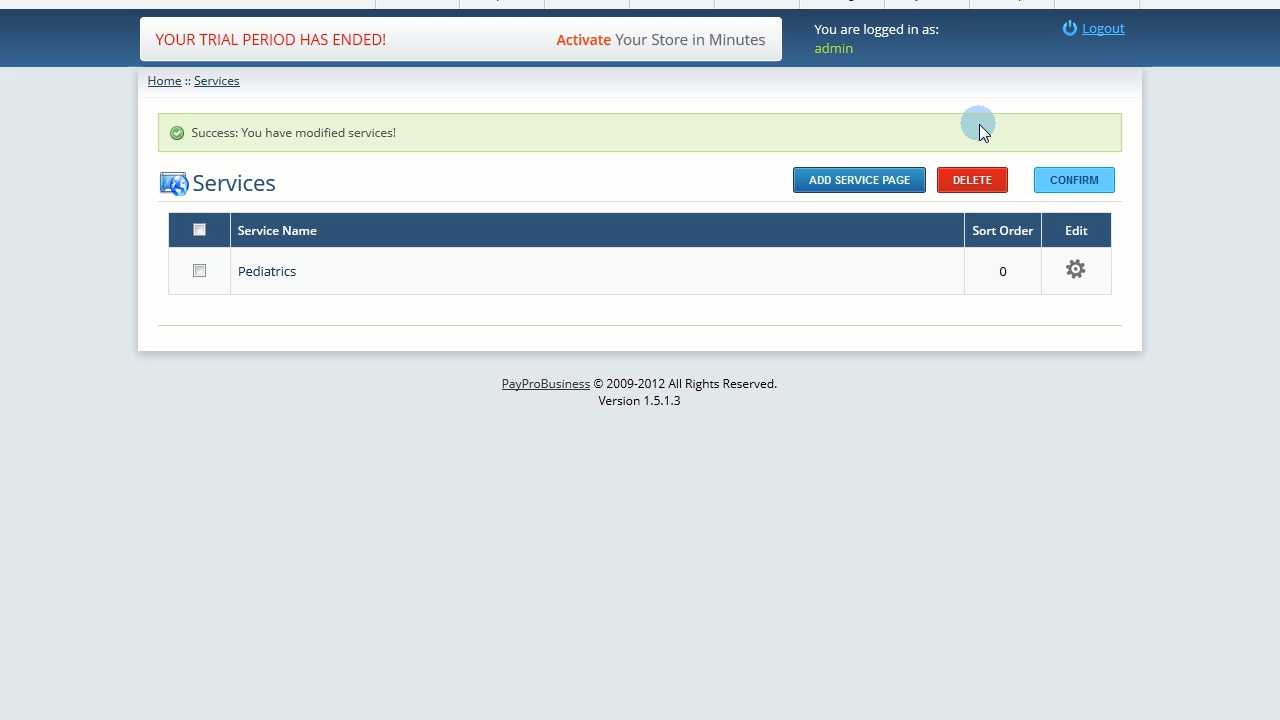 YOUR TRIAL PERIOD HAS ENDED! Activate Your Store in Minutes
You are logged in as:
admin
Logout
Home :: Services
Success: You have modified services!
Services
ADD SERVICE PAGE DELETE CONFIRM
Service Name Sort Order Edit
Pediatrics 0
PayProBusiness © 2009-2012 All Rights Reserved.
Version 1.5.1.3